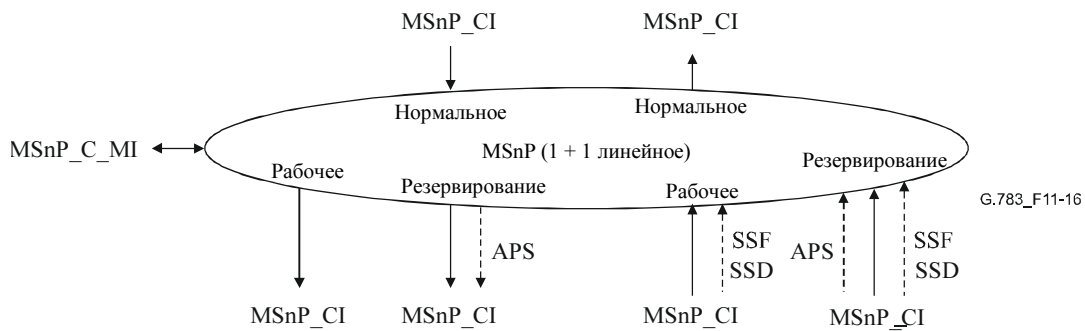 MSnP_CI
MSnP_CI
Нормальное
Нормальное
MSnP_C_MI
MSnP (1 + 1 линейное)
Рабочее
Резервирование
Рабочее
Резервирование
G.783_F11-16
APS
SSF
SSD
APS
SSF
SSD
MSnP_CI
MSnP_CI
MSnP_CI
MSnP_CI